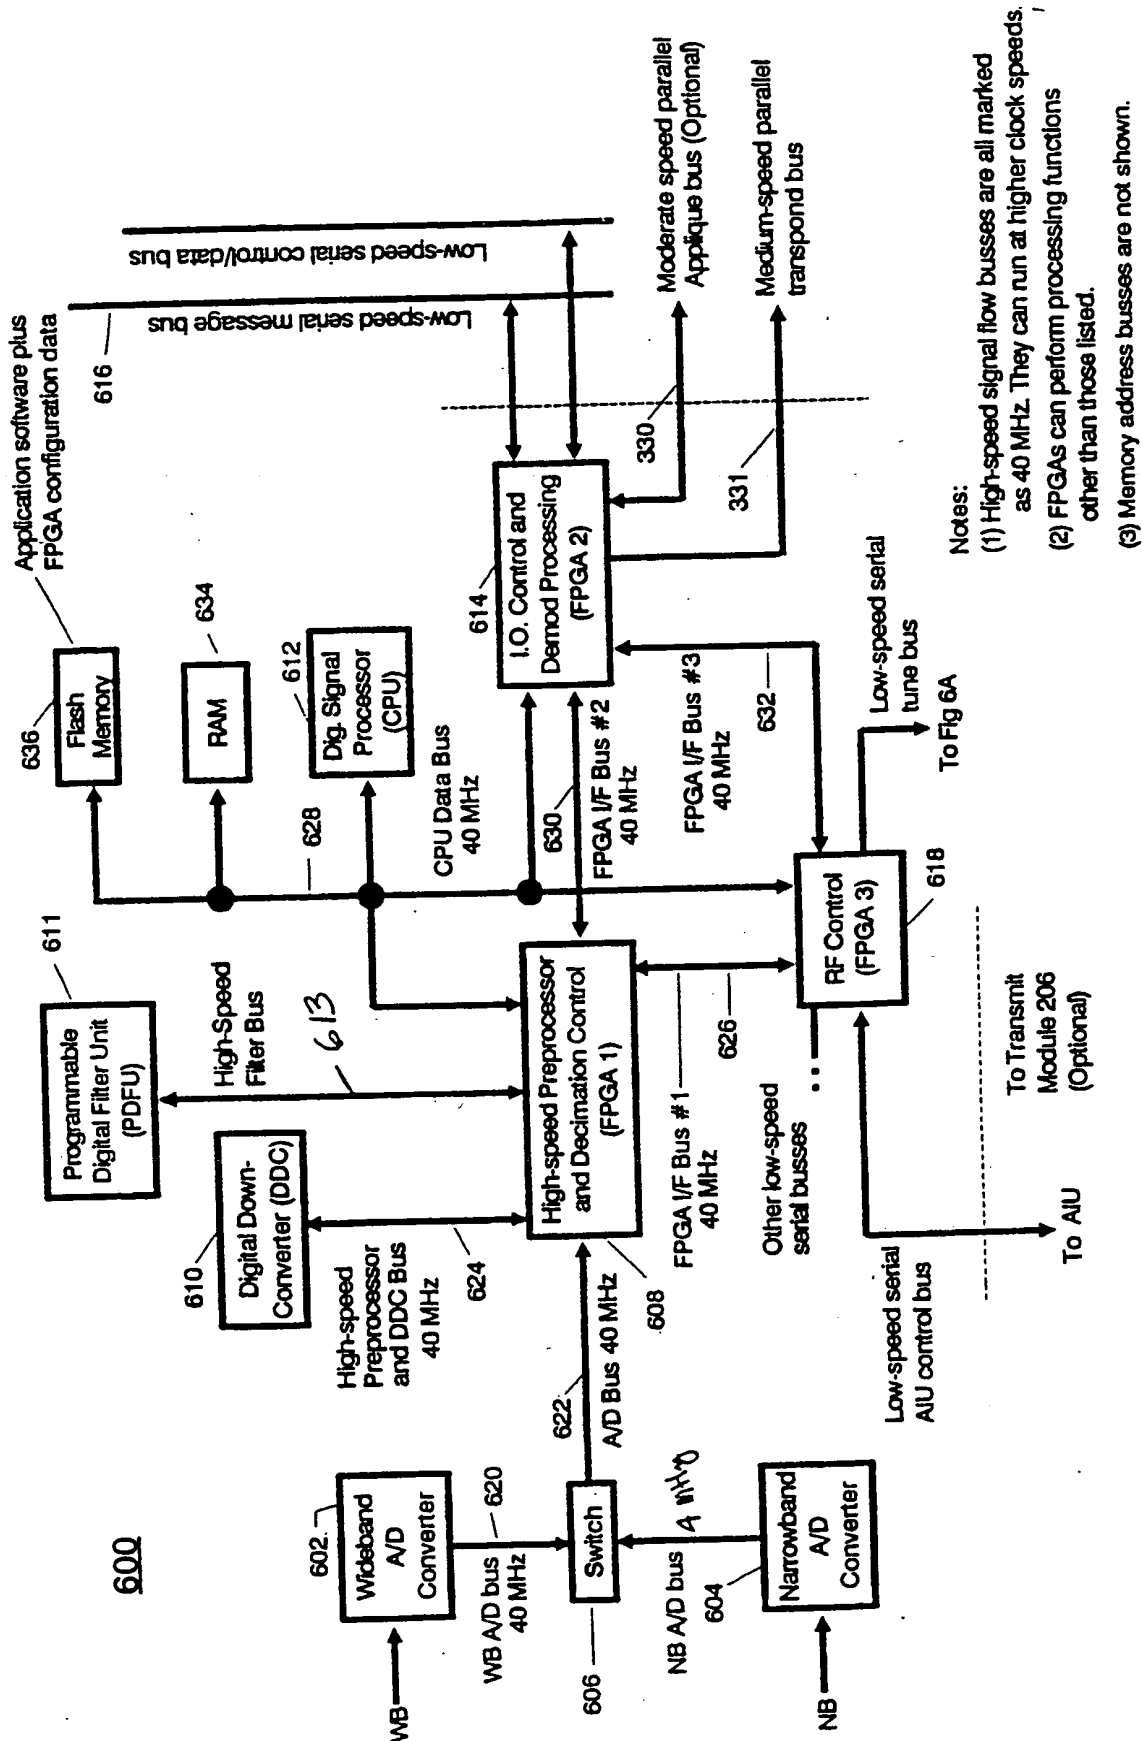 600
WB
602
Wideband
A/D
Converter
WB A/D bus
40 MHz
620
606
Switch
NB A/D bus
4 mHz
604
NB
Narrowband
A/D
Converter
622
A/D Bus 40 MHz
608
610
Digital Down-
Converter (DDC)
High-speed
Preprocessor
and DDC Bus
40 MHz
624
611
Programmable
Digital Filter Unit
(PDFU)
High-Speed
Filter Bus
613
High-speed Preprocessor
and Decimation Control
(FPGA 1)
FPGA I/F Bus #1
40 MHz
626
Other low-speed
serial busses
...
Low-speed serial
AIU control bus
To AIU
To Transmit
Module 206
(Optional)
RF Control
(FPGA 3)
618
Low-speed serial
tune bus
To Fig 6A
636
Flash
Memory
Application software plus
FPGA configuration data
634
RAM
612
Dig. Signal
Processor
(CPU)
628
CPU Data Bus
40 MHz
630
FPGA I/F Bus #2
40 MHz
FPGA I/F Bus #3
40 MHz
632
614
I.O. Control and
Demod Processing
(FPGA 2)
616
Low-speed serial message bus
Low-speed serial control/data bus
330
Moderate speed parallel
Applique bus (Optional)
331
Medium-speed parallel
transpond bus
Notes:
(1) High-speed signal flow busses are all marked
as 40 MHz. They can run at higher clock speeds.
(2) FPGAs can perform processing functions
other than those listed.
(3) Memory address busses are not shown.